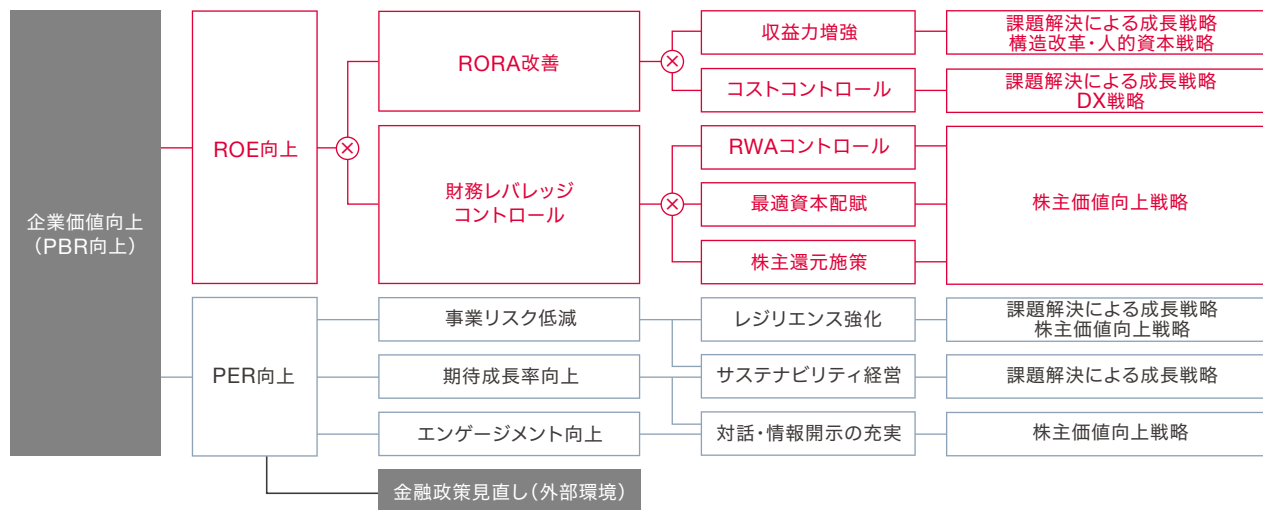 企業価値向上
（PBR向上）
ROE向上
RORA改善
収益力増強
課題解決による成長戦略
構造改革・人的資本戦略
コストコントロール
課題解決による成長戦略
DX戦略
財務レバレッジ
コントロール
RWAコントロール
最適資本配賦
株主還元施策
株主価値向上戦略
PER向上
事業リスク低減
レジリエンス強化
課題解決による成長戦略
株主価値向上戦略
期待成長率向上
サステナビリティ経営
課題解決による成長戦略
エンゲージメント向上
対話・情報開示の充実
株主価値向上戦略
金融政策見直し（外部環境）